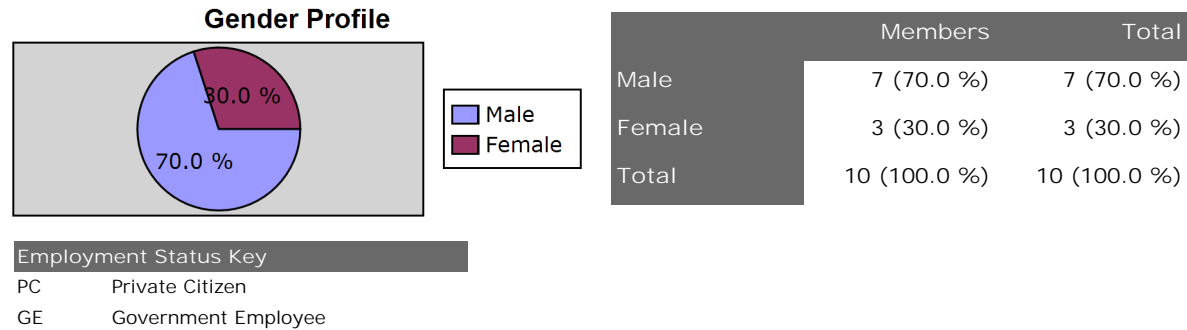 Gender Profile
30.0 %
70.0 %
Male
Female
Members Total
Male 7 (70.0 %) 7 (70.0 %)
Female 3 (30.0 %) 3 (30.0 %)
Total 10 (100.0 %) 10 (100.0 %)
Employment Status Key
PC Private Citizen
GE Government Employee